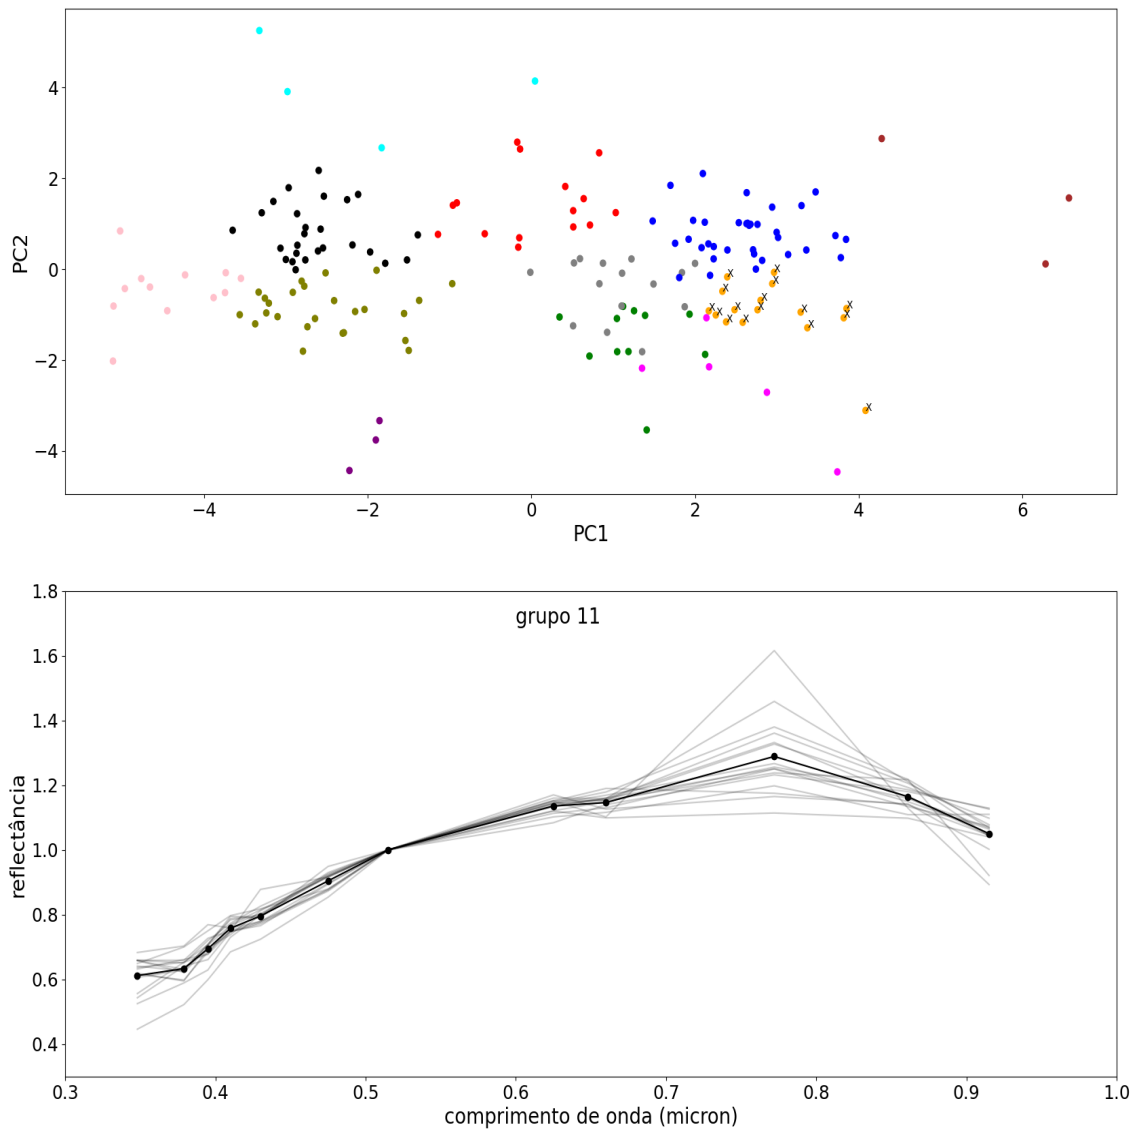 4
2
0
−2
−4
PC2
X X X X X X X X X X X X X X X X X X X
−4 −2 0 2 4 6
PC1
grupo 11
1.8
1.6
1.4
1.2
1.0
0.8
0.6
0.4
reflectância
0.3 0.4 0.5 0.6 0.7 0.8 0.9 1.0
comprimento de onda (micron)